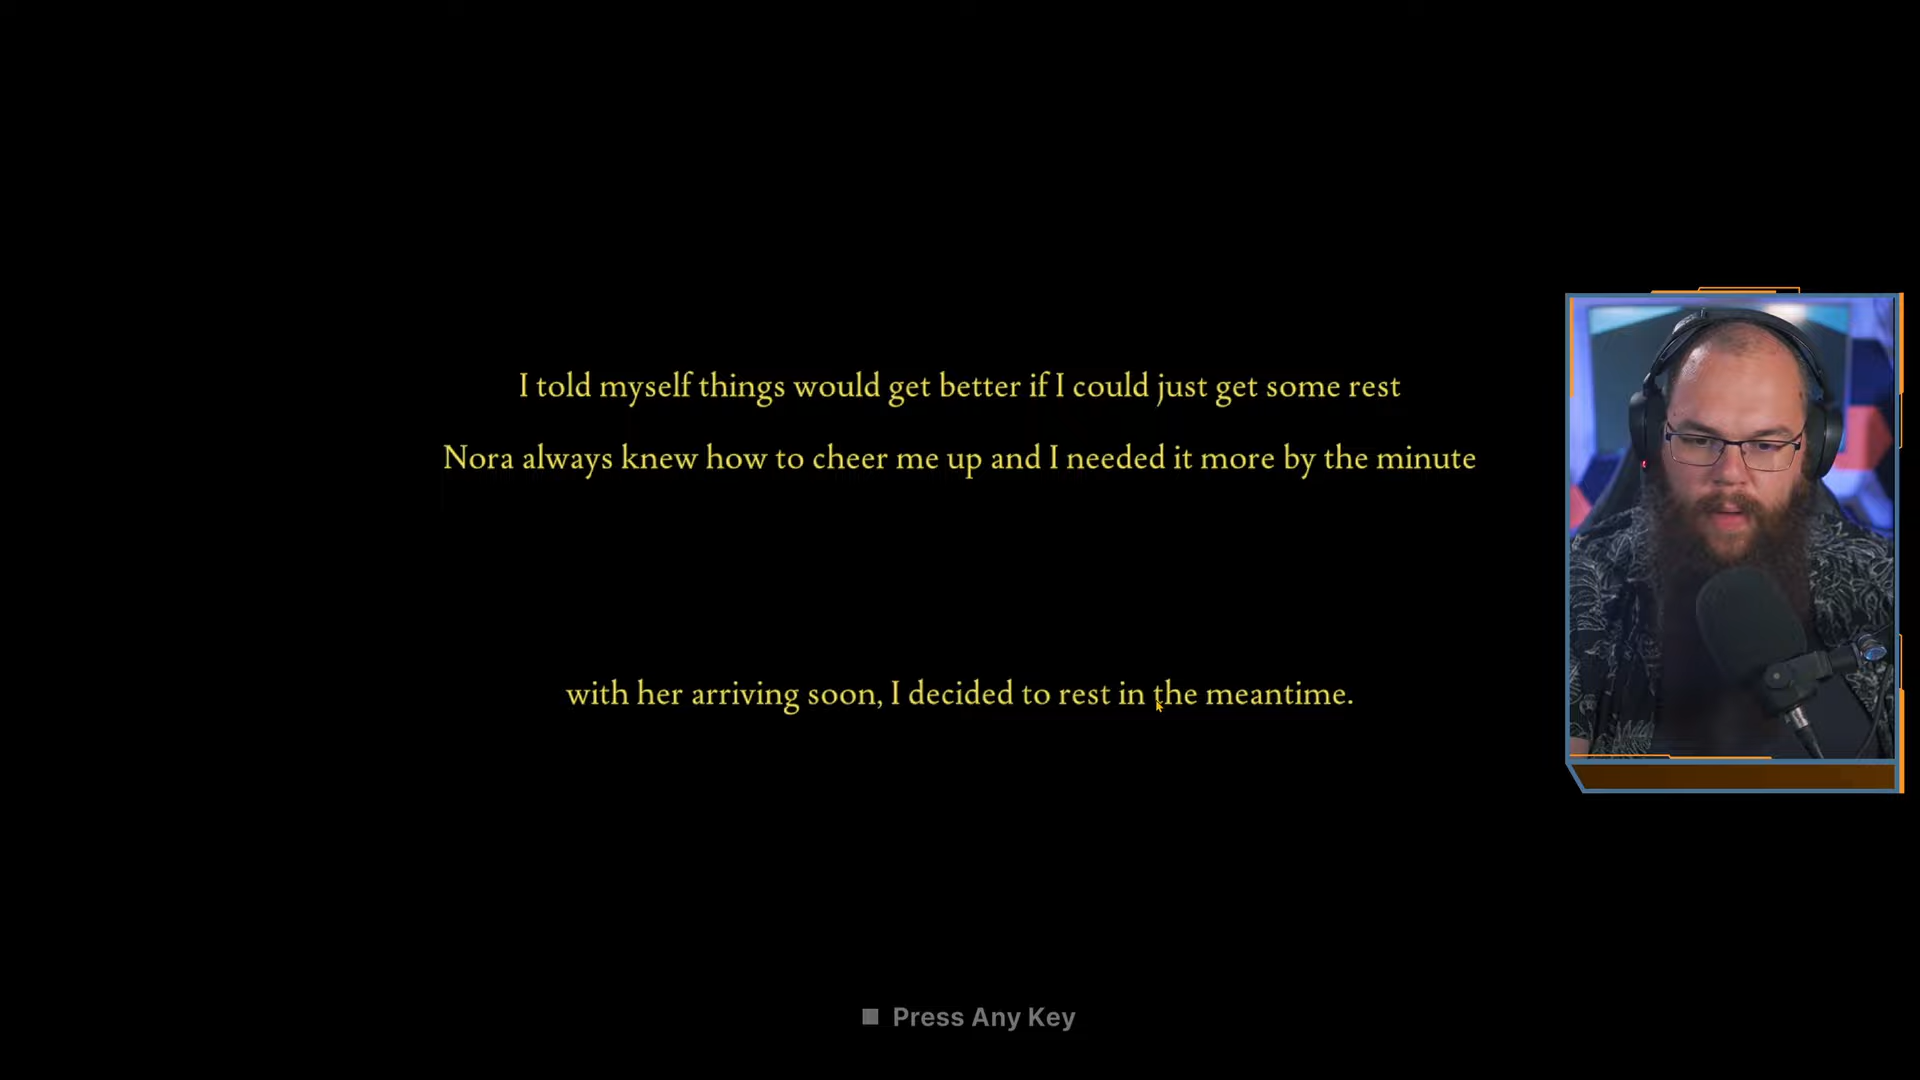 I told myself things would get better if I could just get some rest
Nora always knew how to cheer me up and I needed it more by the minute
with her arriving soon, I decided to rest in the meantime.
Press Any Key